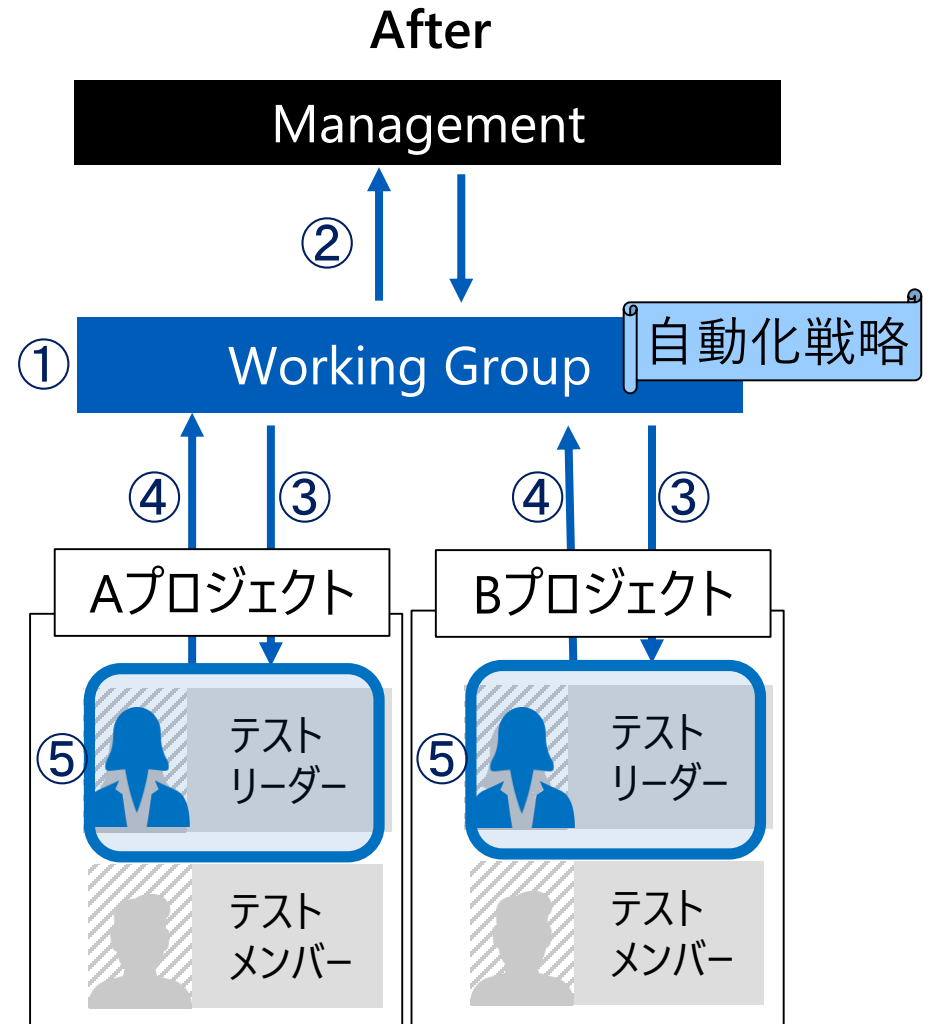 After
Management
②
① Working Group 自動化戦略
④ ③ ④ ③
Aプロジェクト Bプロジェクト
⑤ テスト
リーダー
⑤ テスト
リーダー
テスト
メンバー
テスト
メンバー